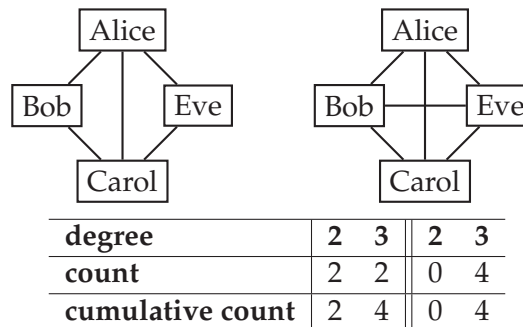 Alice Alice
Bob Eve Bob Eve
Carol Carol
degree 2 3 2 3
count 2 2 0 4
cumulative count 2 4 0 4